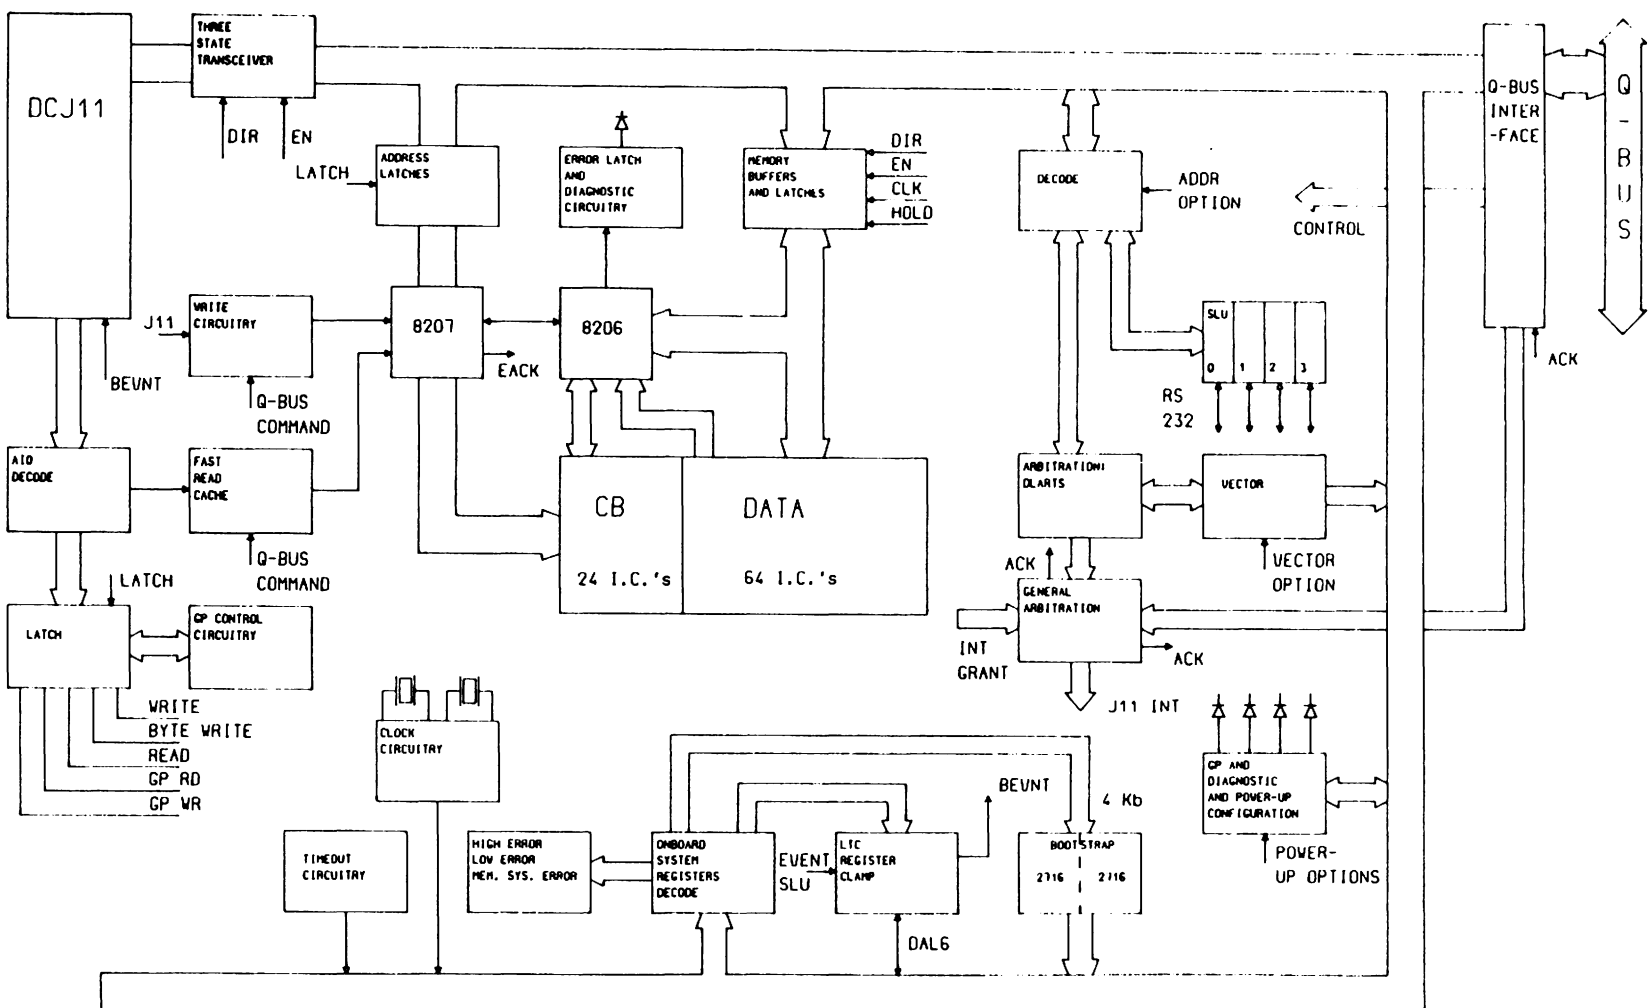 DCJ11
THREE
STATE
TRANSCEIVER
DIR
EN
LATCH
ADDRESS
LATCHES
ERROR LATCH
AND
DIAGNOSTIC
CIRCUITRY
MEMORY
BUFFERS
AND LATCHES
DIR
EN
CLK
HOLD
DECODE
ADDR
OPTION
CONTROL
Q-BUS
INTER
-FACE
Q-BUS
ACK
J11
WRITE
CIRCUITRY
Q-BUS
COMMAND
BEVNT
8207
EACK
8206
SLU
0
1
2
3
RS
232
AIO
DECODE
FAST
READ
CACHE
Q-BUS
COMMAND
CB
24 I.C.'s
DATA
64 I.C.'s
ARBITRATION:
DLARTS
VECTOR
VECTOR
OPTION
LATCH
LATCH
GP CONTROL
CIRCUITRY
ACK
GENERAL
ARBITRATION
INT
GRANT
ACK
J11 INT
WRITE
BYTE WRITE
READ
GP RD
GP WR
CLOCK
CIRCUITRY
TIMEOUT
CIRCUITRY
HIGH ERROR
LOW ERROR
MEM. SYS. ERROR
ONBOARD
SYSTEM
REGISTERS
DECODE
EVENT
SLU
LTC
REGISTER
CLAMP
BEVNT
DAL6
4 Kb
BOOTSTRAP
2716
2716
GP AND
DIAGNOSTIC
AND POWER-UP
CONFIGURATION
POWER-
UP OPTIONS